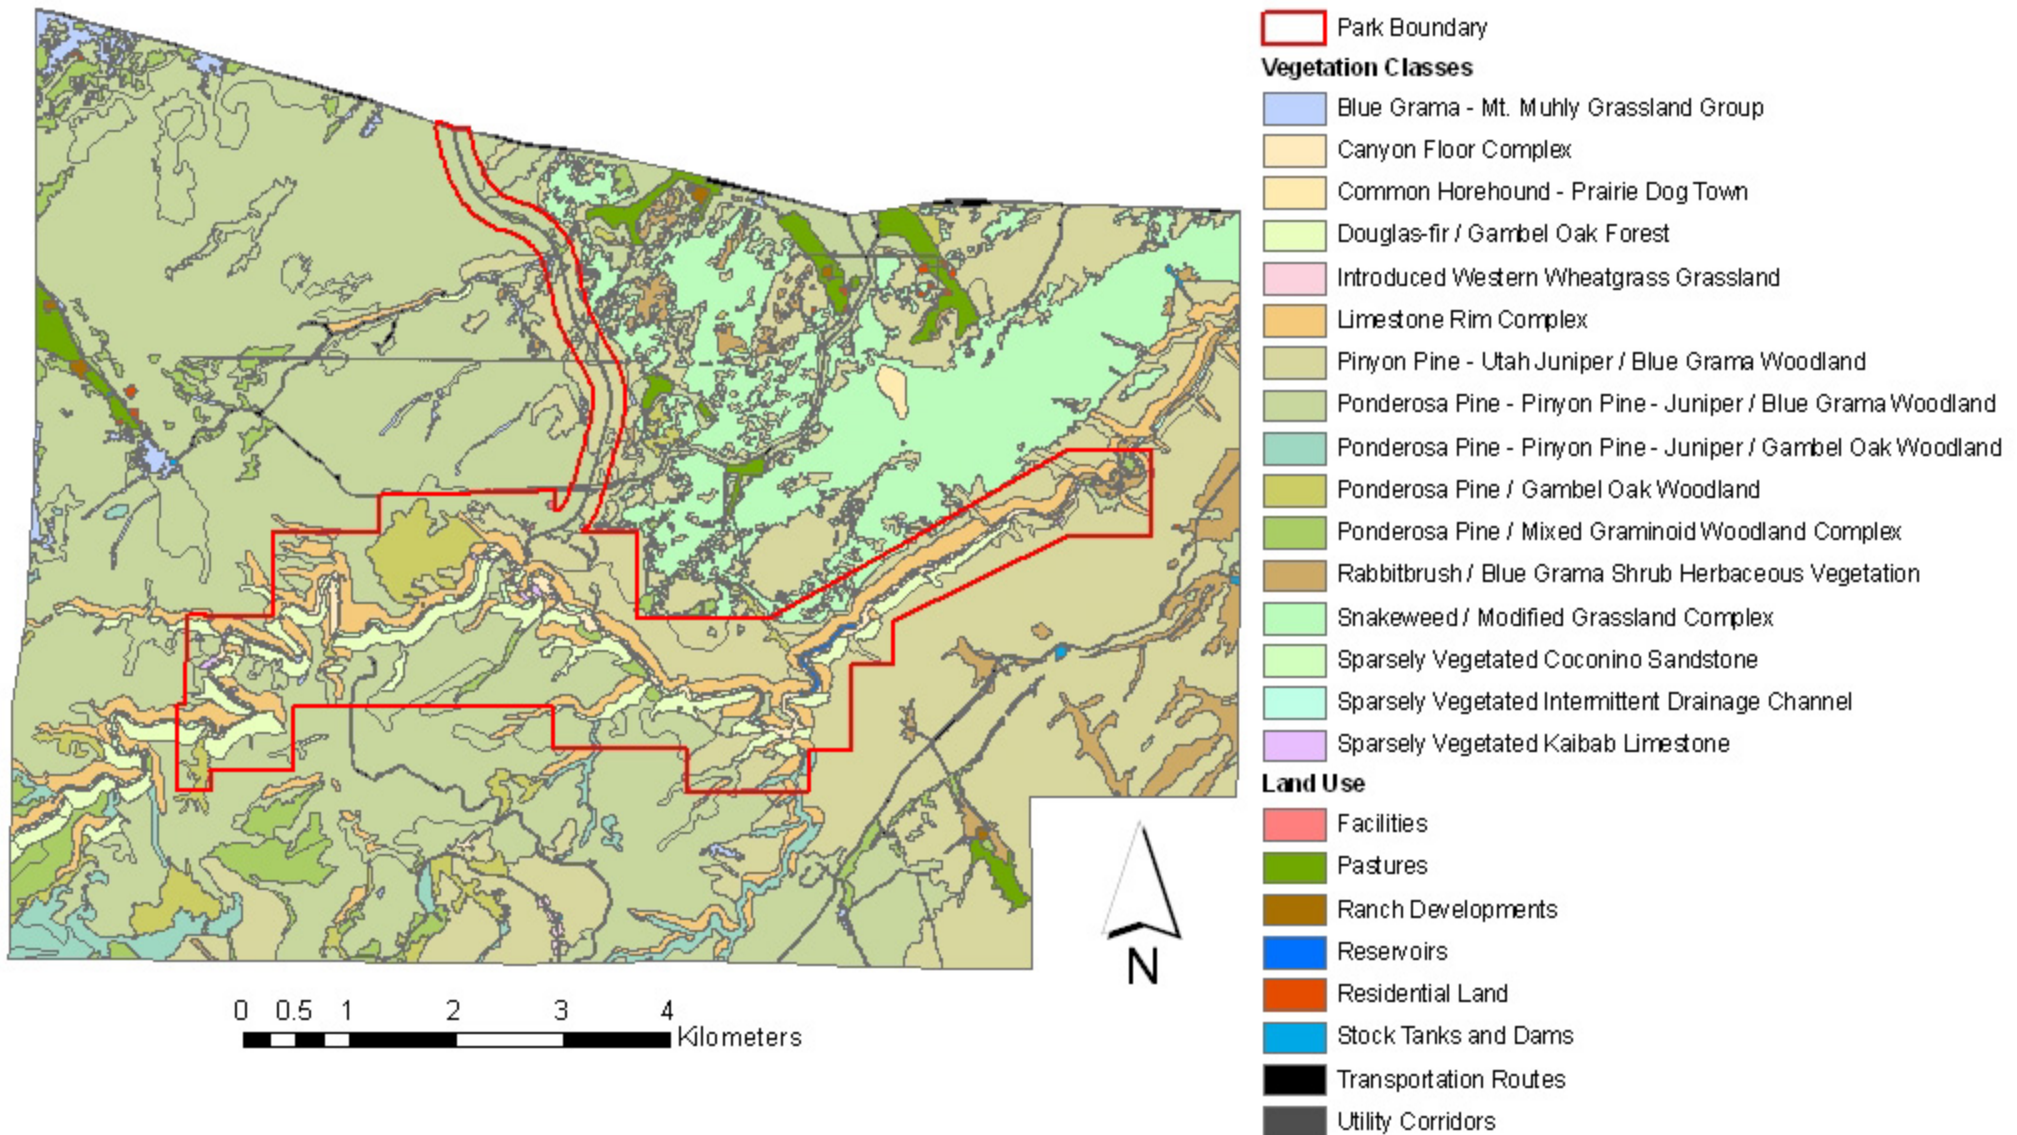 Park Boundary
Vegetation Classes
Blue Grama - Mt. Muhly Grassland Group
Canyon Floor Complex
Common Horehound - Prairie Dog Town
Douglas-fir / Gambel Oak Forest
Introduced Western Wheatgrass Grassland
Limestone Rim Complex
Pinyon Pine - Utah Juniper / Blue Grama Woodland
Ponderosa Pine - Pinyon Pine - Juniper / Blue Grama Woodland
Ponderosa Pine - Pinyon Pine - Juniper / Gambel Oak Woodland
Ponderosa Pine / Gambel Oak Woodland
Ponderosa Pine / Mixed Graminoid Woodland Complex
Rabbitbrush / Blue Grama Shrub Herbaceous Vegetation
Snakeweed / Modified Grassland Complex
Sparsely Vegetated Coconino Sandstone
Sparsely Vegetated Intermittent Drainage Channel
Sparsely Vegetated Kaibab Limestone
Land Use
Facilities
Pastures
Ranch Developments
Reservoirs
Residential Land
Stock Tanks and Dams
Transportation Routes
Utility Corridors
N
0 0.5 1 2 3 4
Kilometers